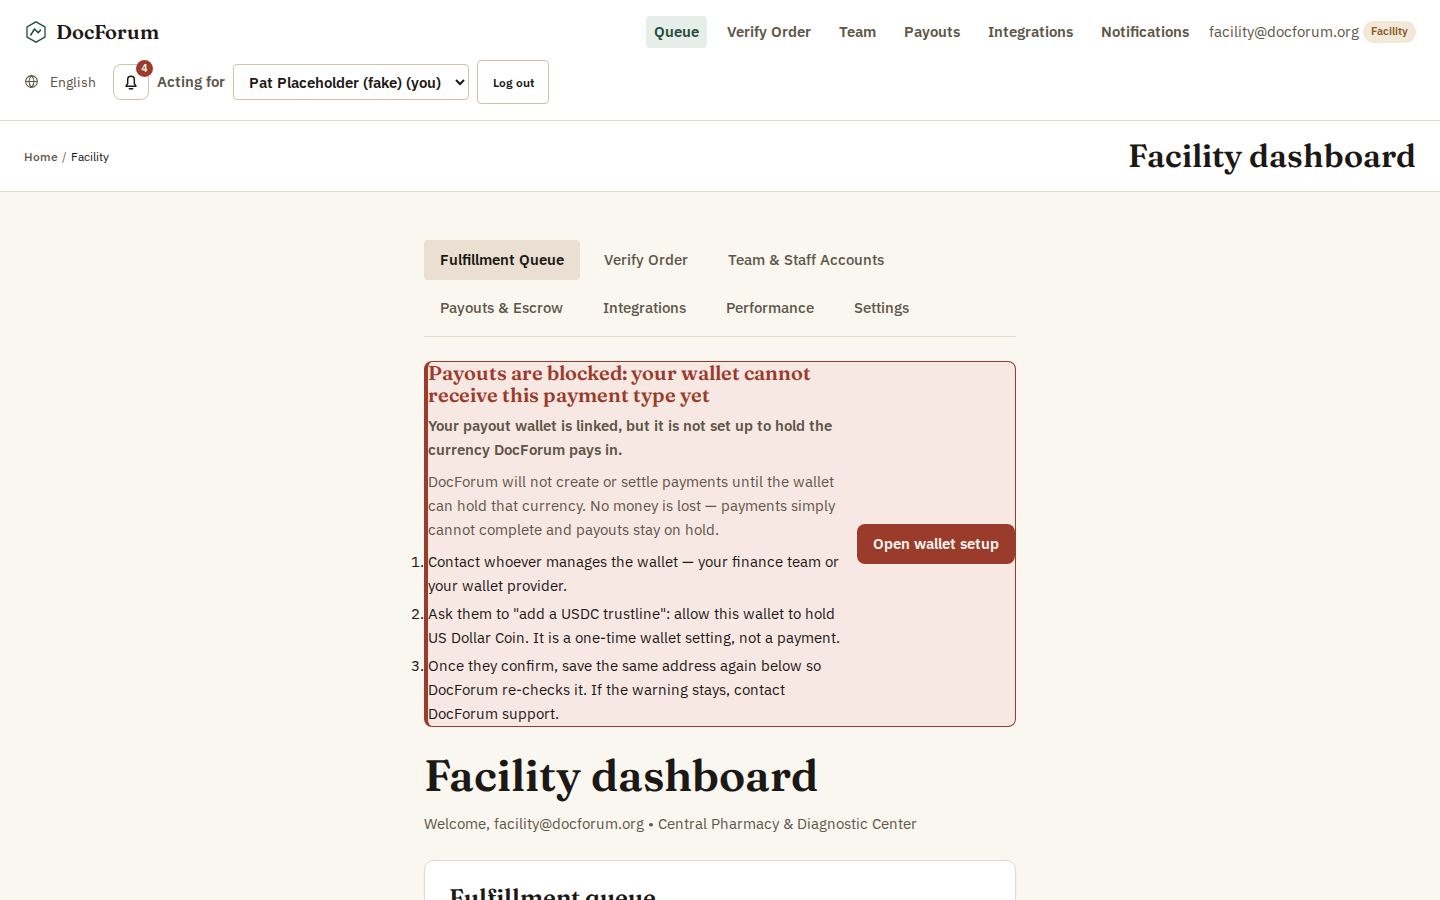 DocForum
Queue Verify Order Team Payouts Integrations Notifications facility@docforum.org Facility
English 4 Acting for Pat Placeholder (fake) (you) Log out
Home / Facility
Facility dashboard
Fulfillment Queue Verify Order Team & Staff Accounts
Payouts & Escrow Integrations Performance Settings
Payouts are blocked: your wallet cannot
receive this payment type yet
Your payout wallet is linked, but it is not set up to hold the
currency DocForum pays in.
DocForum will not create or settle payments until the wallet
can hold that currency. No money is lost — payments simply
cannot complete and payouts stay on hold.
Open wallet setup
1. Contact whoever manages the wallet — your finance team or
your wallet provider.
2. Ask them to "add a USDC trustline": allow this wallet to hold
US Dollar Coin. It is a one-time wallet setting, not a payment.
3. Once they confirm, save the same address again below so
DocForum re-checks it. If the warning stays, contact
DocForum support.
Facility dashboard
Welcome, facility@docforum.org • Central Pharmacy & Diagnostic Center
Fulfillment queue